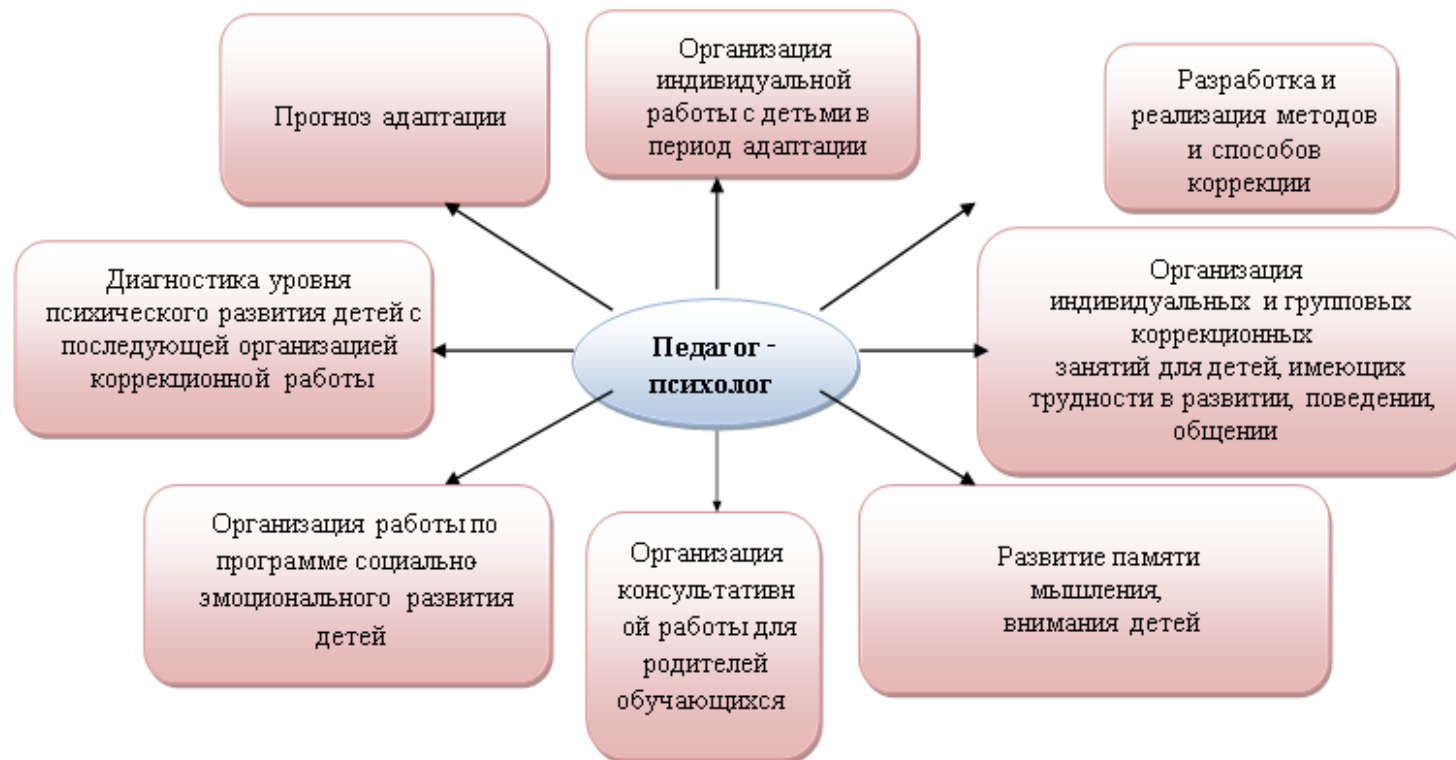 Прогноз адаптации
Организация
индивидуальной
работы с детьми в
период адаптации
Разработка и
реализация методов
и способов
коррекции
Диагностика уровня
психического развития детей с
последующей организацией
коррекционной работы
Педагог -
психолог
Организация
индивидуальных и групповых
коррекционных
занятий для детей, имеющих
трудности в развитии, поведении,
общении
Организация работы по
программе социально-
эмоционального развития
детей
Организация
консультативн
ой работы для
родителей
обучающихся
Развитие памяти
мышления,
внимания детей